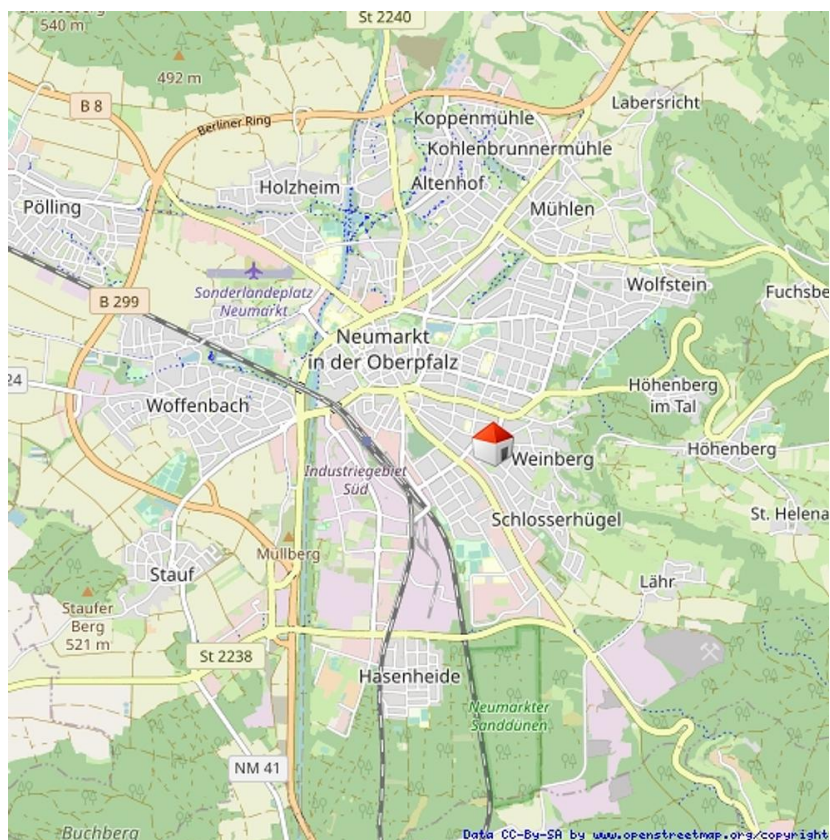 St 2240
540 m
492 m
B 8
Berliner Ring
Labersricht
Koppenmühle
Kohlenbrunnermühle
Holzheim
Altenhof
Pölling
Mühlen
Sonderlandeplatz
Neumarkt
Wolfstein
B 299
Fuchsbe
Neumarkt
in der Oberpfalz
24
Höhenberg
im Tal
Woffenbach
Höhenberg
Weinberg
Industriegebiet
Süd
St. Helena
Schlosserhügel
Müllberg
Stauf
Lähr
Staufer
Berg
521 m
St 2238
Hasenheide
Neumarkter
Sanddünen
NM 41
Buchberg
Data CC-By-SA by www.openstreetmap.org/copyright